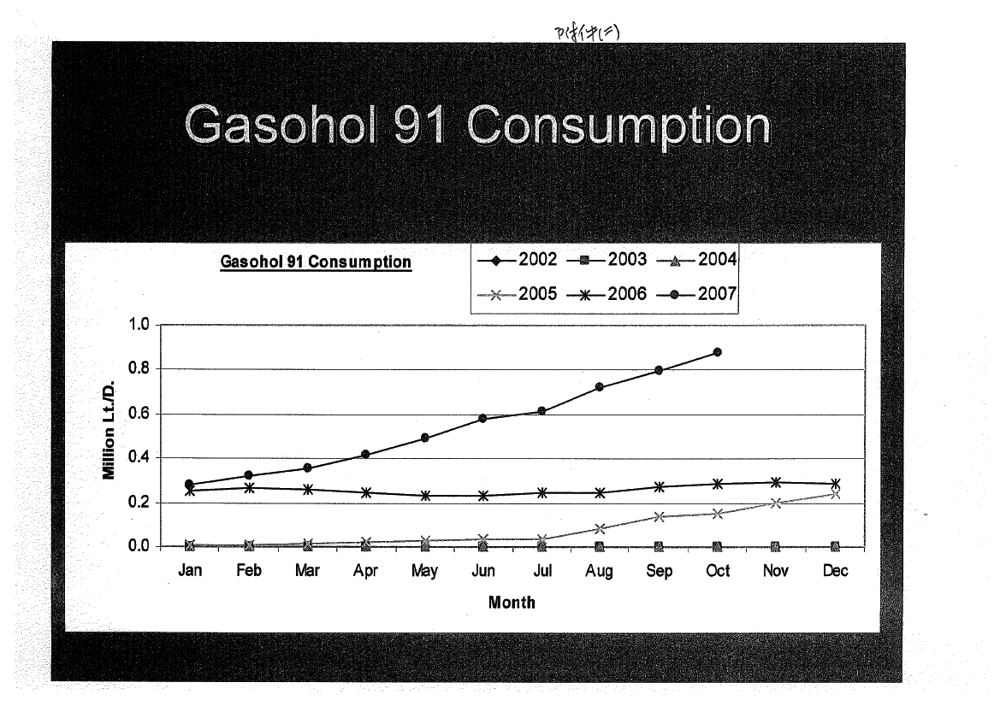 Gasohol 91 Consumption
Gasohol 91 Consumption
2002 2003 2004
2005 2006 2007
Million Lt./D.
1.0
0.8
0.6
0.4
0.2
0.0
Jan Feb Mar Apr May Jun Jul Aug Sep Oct Nov Dec
Month